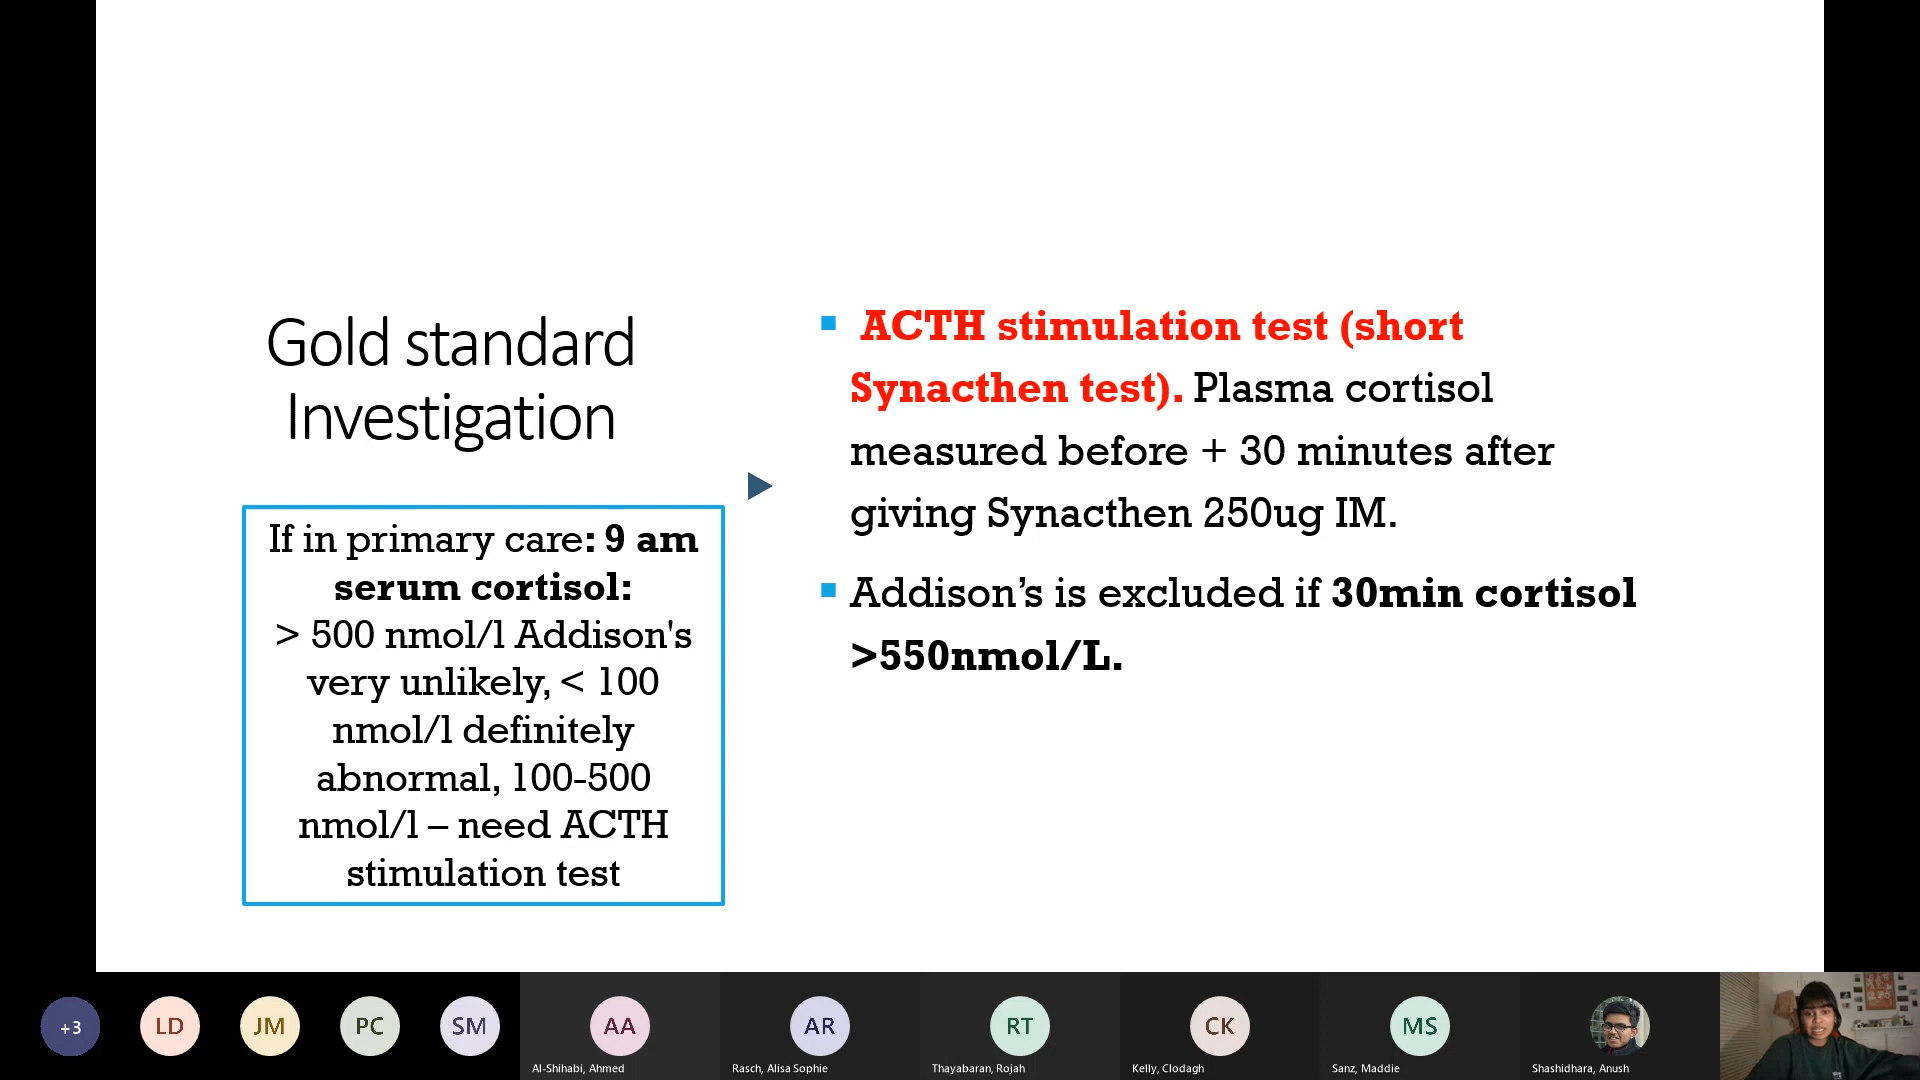 Gold standard
Investigation
If in primary care: 9 am
serum cortisol:
> 500 nmol/l Addison's
very unlikely, < 100
nmol/l definitely
abnormal, 100-500
nmol/l – need ACTH
stimulation test
ACTH stimulation test (short
Synacthen test). Plasma cortisol
measured before + 30 minutes after
giving Synacthen 250ug IM.
Addison’s is excluded if 30min cortisol
>550nmol/L.
+3
LD
JM
PC
SM
AA
Al-Shihabi, Ahmed
AR
Rasch, Alisa Sophie
RT
Thayabaran, Rojah
CK
Kelly, Clodagh
MS
Sanz, Maddie
Shashidhara, Anush